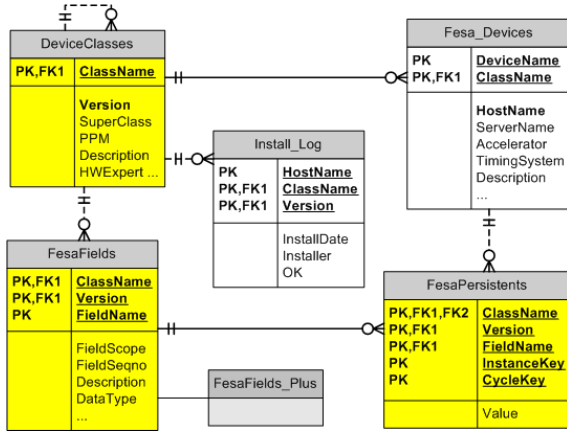 DeviceClasses
PK,FK1 ClassName
Version
SuperClass
PPM
Description
HWExpert ...
Fesa_Devices
PK DeviceName
PK,FK1 ClassName
HostName
ServerName
Accelerator
TimingSystem
Description
...
Install_Log
PK HostName
PK,FK1 ClassName
PK,FK1 Version
InstallDate
Installer
OK
FesaFields
PK,FK1 ClassName
PK,FK1 Version
PK FieldName
FieldScope
FieldSeqno
Description
DataType
...
FesaFields_Plus
FesaPersistents
PK,FK1,FK2 ClassName
PK,FK1 Version
PK,FK1 FieldName
PK InstanceKey
PK CycleKey
Value